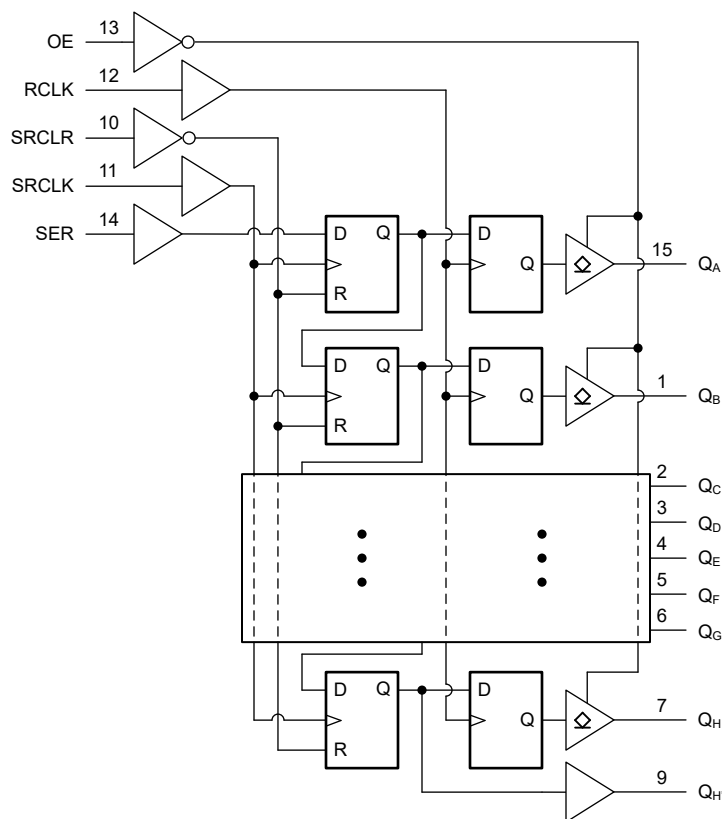 OE 13
RCLK 12
SRCLR 10
SRCLK 11
SER 14
D Q D
Q 15 QA
R
D Q D
Q 1 QB
R
2 QC
3 QD
4 QE
5 QF
6 QG
D Q D
Q 7 QH
R
9 QH